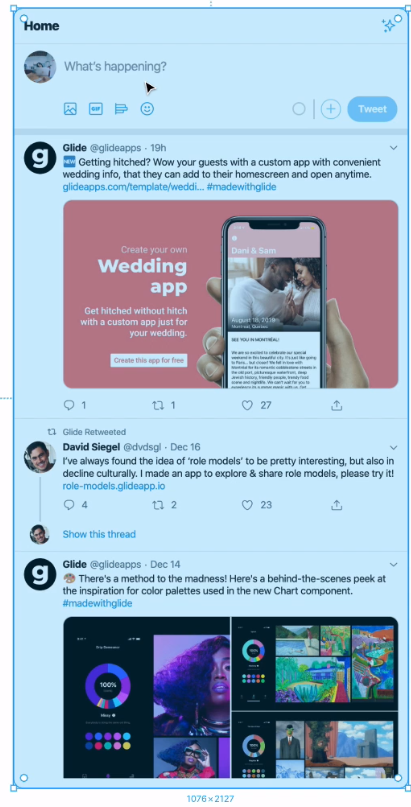 Home
What's happening?
GIF
Tweet
g
Glide @glideapps · 19h
NEW Getting hitched? Wow your guests with a custom app with convenient
wedding info, that they can add to their homescreen and open anytime.
glideapps.com/template/weddi... #madewithglide
Create your own
Wedding
app
Get hitched without hitch
with a custom app just for
your wedding.
Create this app for free
Dani & Sam
August 18, 2019
Montreal, Quebec
SEE YOU IN MONTRÉAL!
1
1
27
Glide Retweeted
David Siegel @dvdsgl · Dec 16
I've always found the idea of 'role models' to be pretty interesting, but also in
decline culturally. I made an app to explore & share role models, please try it!
role-models.glideapp.io
4
2
23
Show this thread
g
Glide @glideapps · Dec 14
There's a method to the madness! Here's a behind-the-scenes peek at
the inspiration for color palettes used in the new Chart component.
#madewithglide
100%
1076 × 2127